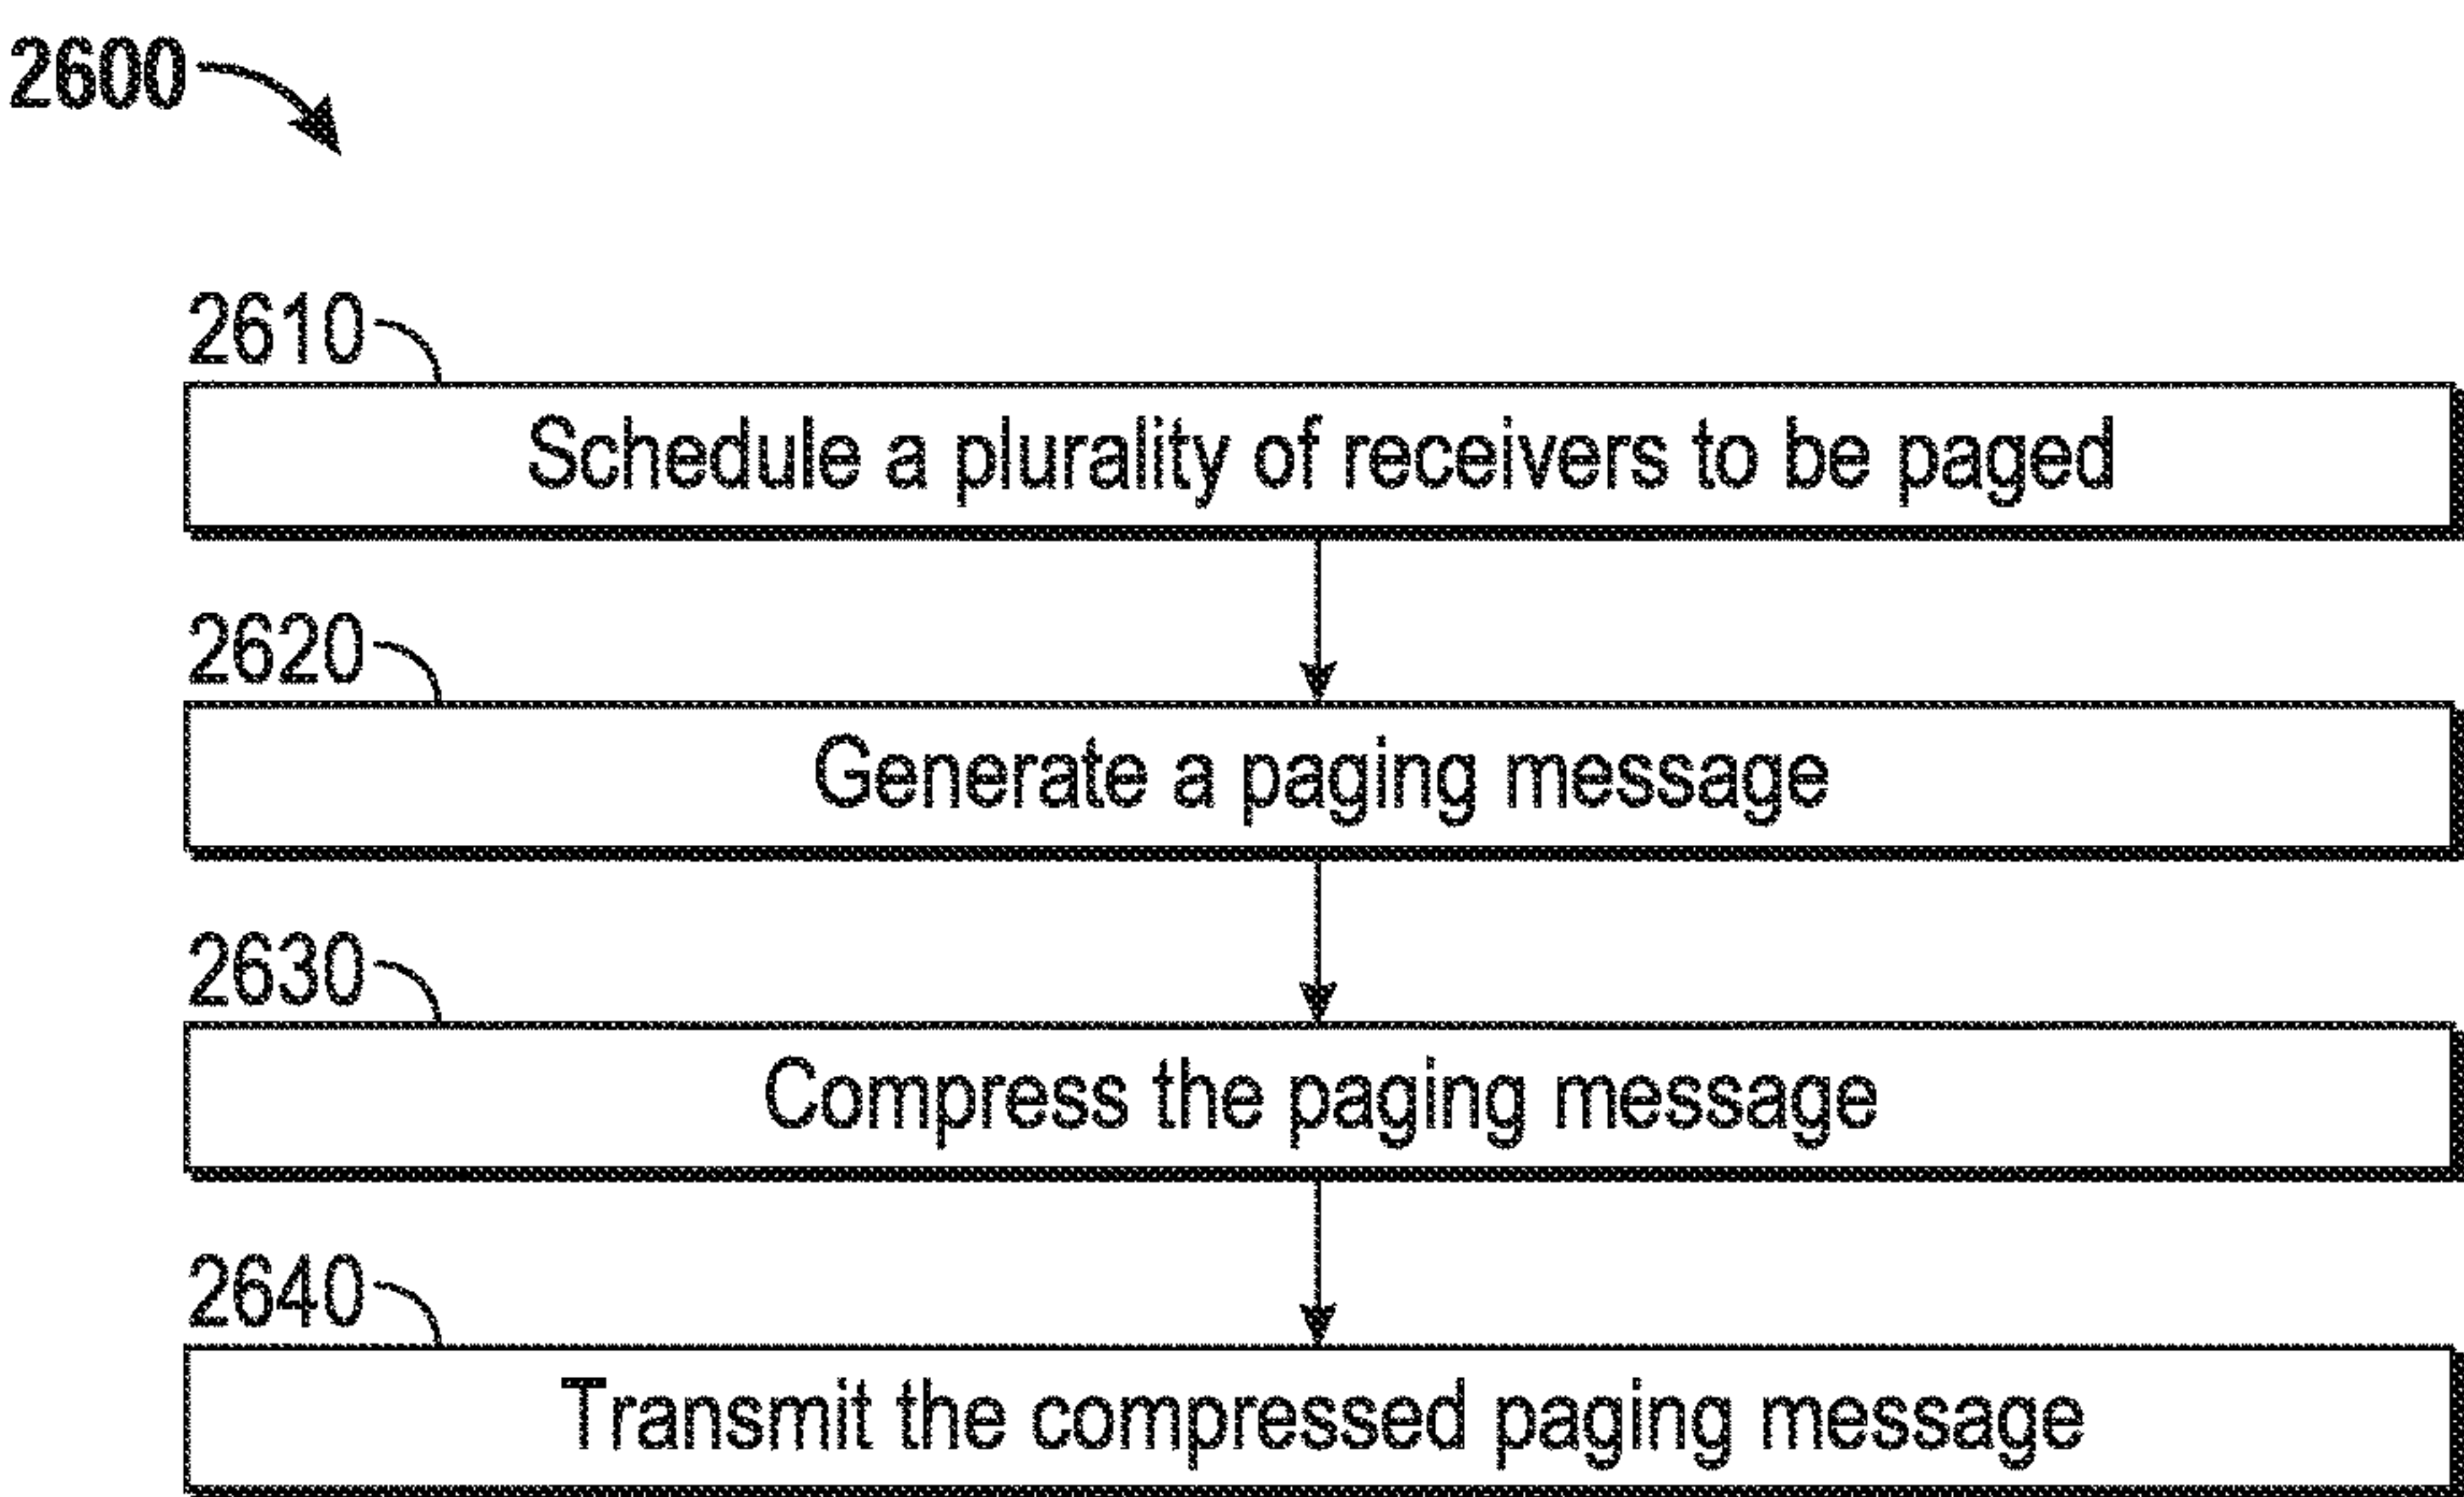 2600
2610
Schedule a plurality of receivers to be paged
2620
Generate a paging message
2630
Compress the paging message
2640
Transmit the compressed paging message